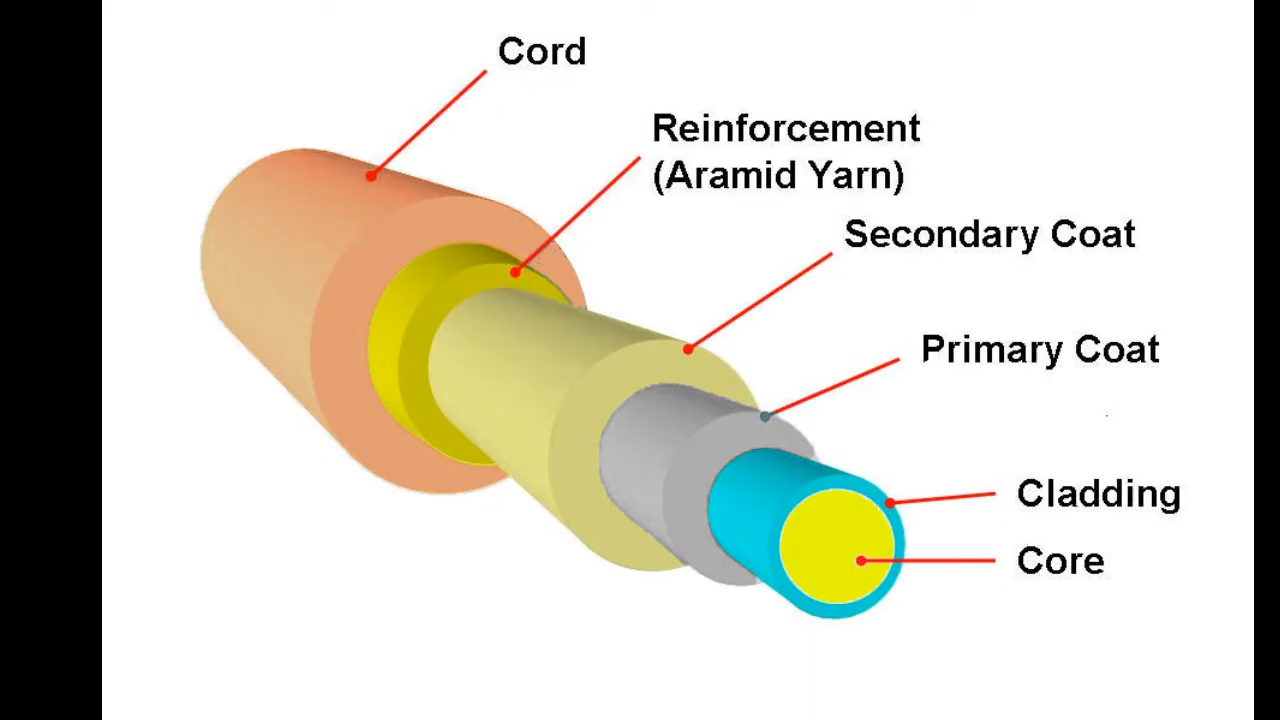 Cord
Reinforcement
(Aramid Yarn)
Secondary Coat
Primary Coat
Cladding
Core